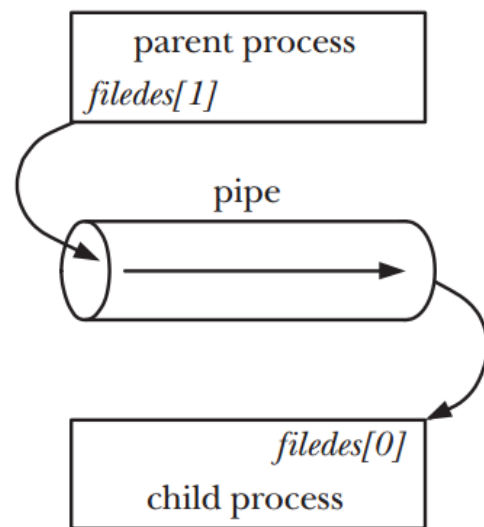 parent process
filedes[1]
pipe
filedes[0]
child process